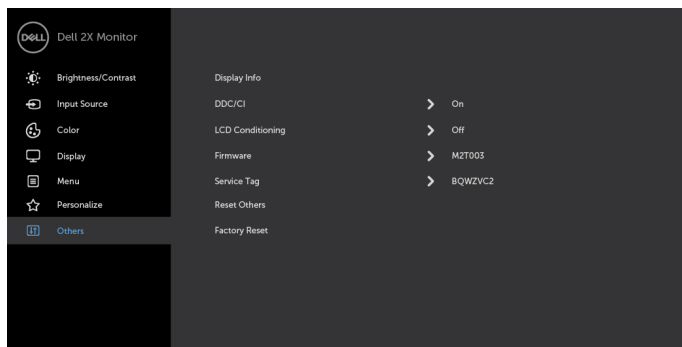 DELL Dell 2X Monitor
Brightness/Contrast Display Info
Input Source DDC/CI On
Color LCD Conditioning Off
Display Firmware M2T003
Menu Service Tag BQWZVC2
Personalize Reset Others
Others Factory Reset